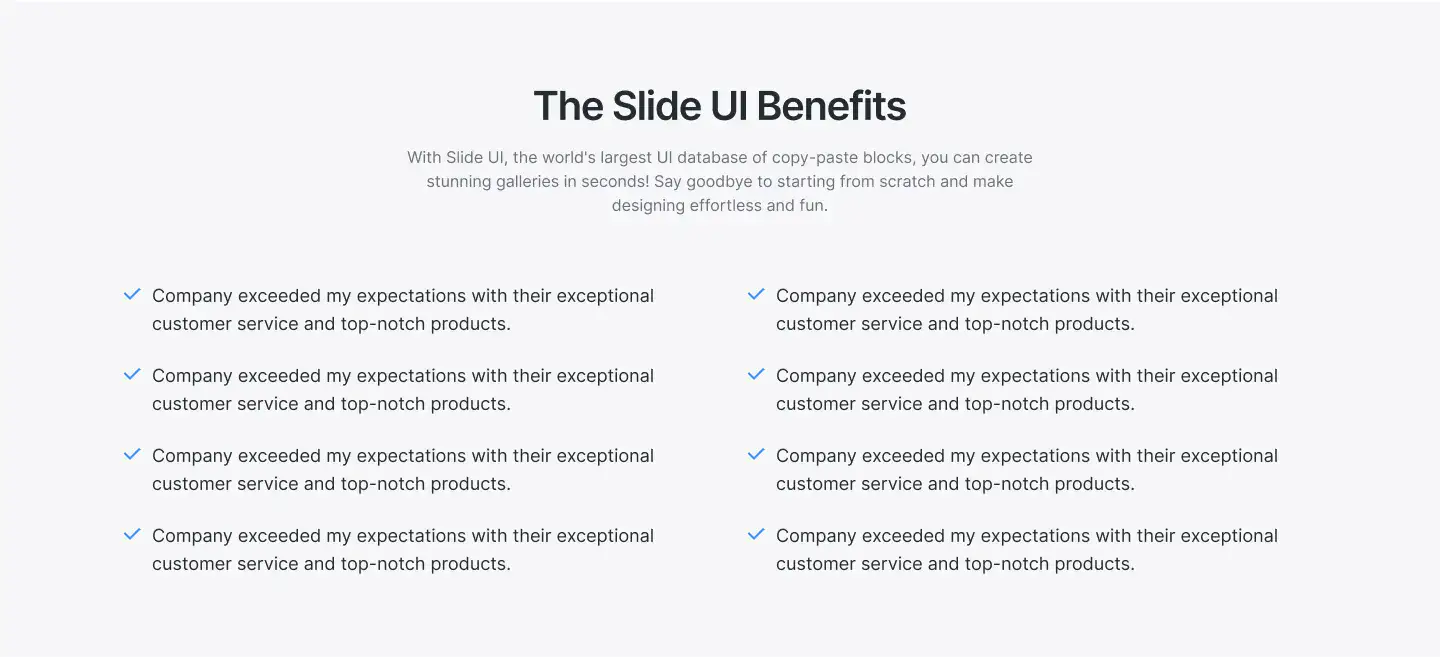 The Slide UI Benefits
With Slide UI, the world's largest UI database of copy-paste blocks, you can create
stunning galleries in seconds! Say goodbye to starting from scratch and make
designing effortless and fun.
Company exceeded my expectations with their exceptional
customer service and top-notch products.
Company exceeded my expectations with their exceptional
customer service and top-notch products.
Company exceeded my expectations with their exceptional
customer service and top-notch products.
Company exceeded my expectations with their exceptional
customer service and top-notch products.
Company exceeded my expectations with their exceptional
customer service and top-notch products.
Company exceeded my expectations with their exceptional
customer service and top-notch products.
Company exceeded my expectations with their exceptional
customer service and top-notch products.
Company exceeded my expectations with their exceptional
customer service and top-notch products.